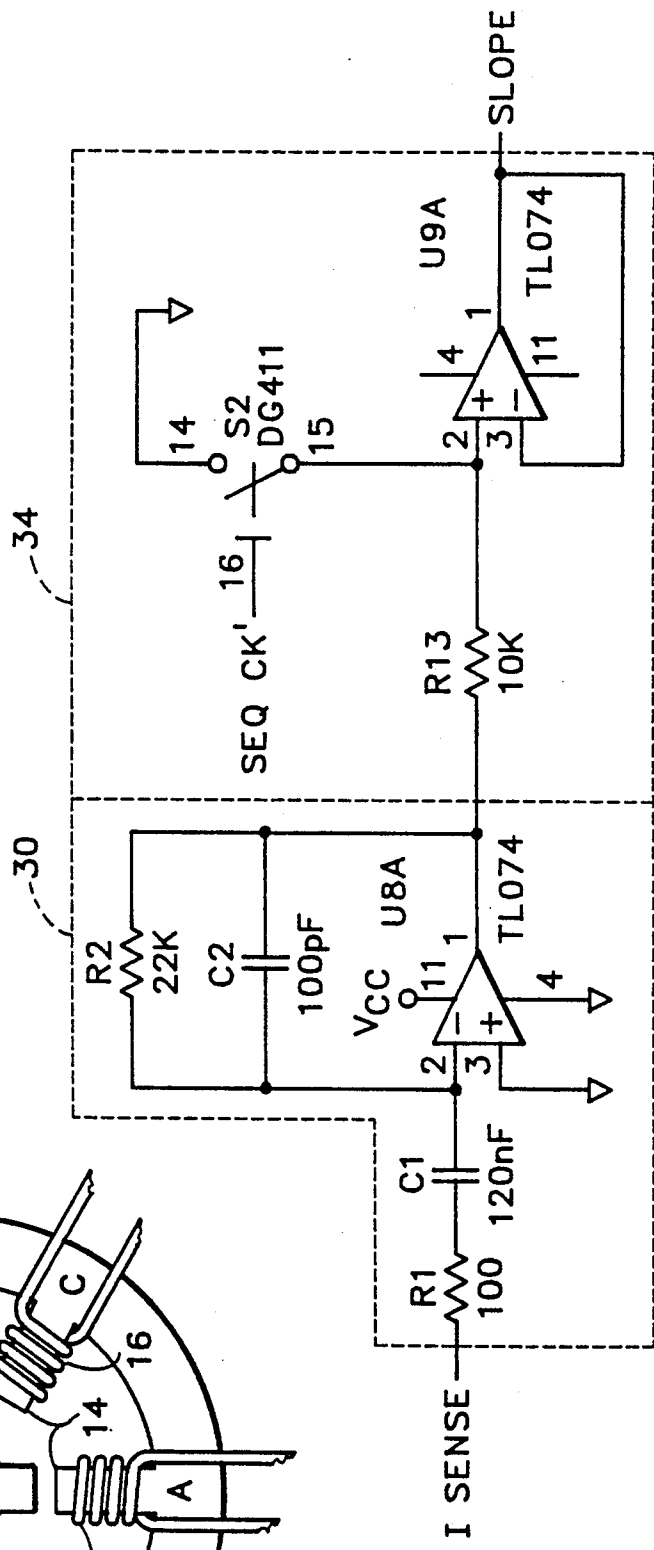 30
34
R2
22K
C2
100pF
VCC
11
U8A
2
3
−
+
1
4
TL074
I SENSE
R1
100
C1
120nF
R13
10K
SEQ CK'
16
14
S2
DG411
15
U9A
4
2
3
+
−
1
11
TL074
SLOPE
C
16
14
A